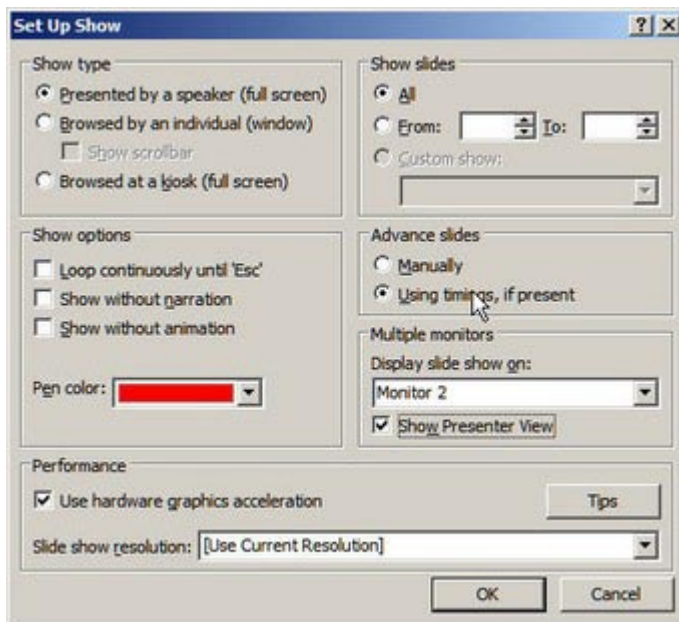 Set Up Show
Show type
Presented by a speaker (full screen)
Browsed by an individual (window)
Show scrollbar
Browsed at a kiosk (full screen)
Show slides
All
From: To:
Custom show:
Show options
Loop continuously until 'Esc'
Show without narration
Show without animation
Pen color:
Advance slides
Manually
Using timings, if present
Multiple monitors
Display slide show on:
Monitor 2
Show Presenter View
Performance
Use hardware graphics acceleration
Tips
Slide show resolution: [Use Current Resolution]
OK Cancel